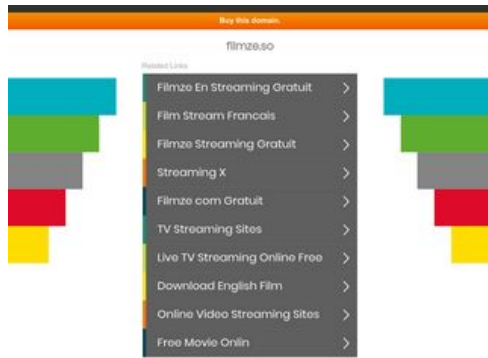 Buy this domain.
filmze.so
Related Links
Filmze En Streaming Gratuit
Film Stream Francais
Filmze Streaming Gratuit
Streaming X
Filmze com Gratuit
TV Streaming Sites
Live TV Streaming Online Free
Download English Film
Online Video Streaming Sites
Free Movie Onlin